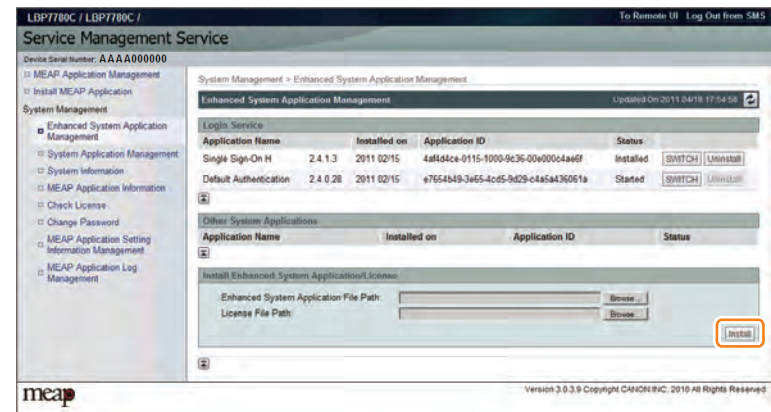 LBP7780C / LBP7780C /
To Remote UI Log Out from SMS
Service Management Service
Device Serial Number: AAAA000000
MEAP Application Management
Install MEAP Application
System Management
Enhanced System Application
Management
System Application Management
System Information
MEAP Application Information
Check License
Change Password
MEAP Application Setting
Information Management
MEAP Application Log
Management
System Management > Enhanced System Application Management
Enhanced System Application Management
Updated On 2011 04/18 17:54:58
Login Service
Application Name Installed on Application ID Status
Single Sign-On H 2.4.1.3 2011 02/15 4af4d4ce-0115-1000-9c36-00e000c4ae6f Installed SWITCH Uninstall
Default Authentication 2.4.0.28 2011 02/15 e7654b49-3e65-4cd5-9d29-c4a5a436061a Started SWITCH Uninstall
Other System Applications
Application Name Installed on Application ID Status
Install Enhanced System Application/License
Enhanced System Application File Path: Browse...
License File Path: Browse...
Install
meap
Version 3.0.3.9 Copyright CANON INC. 2010 All Rights Reserved